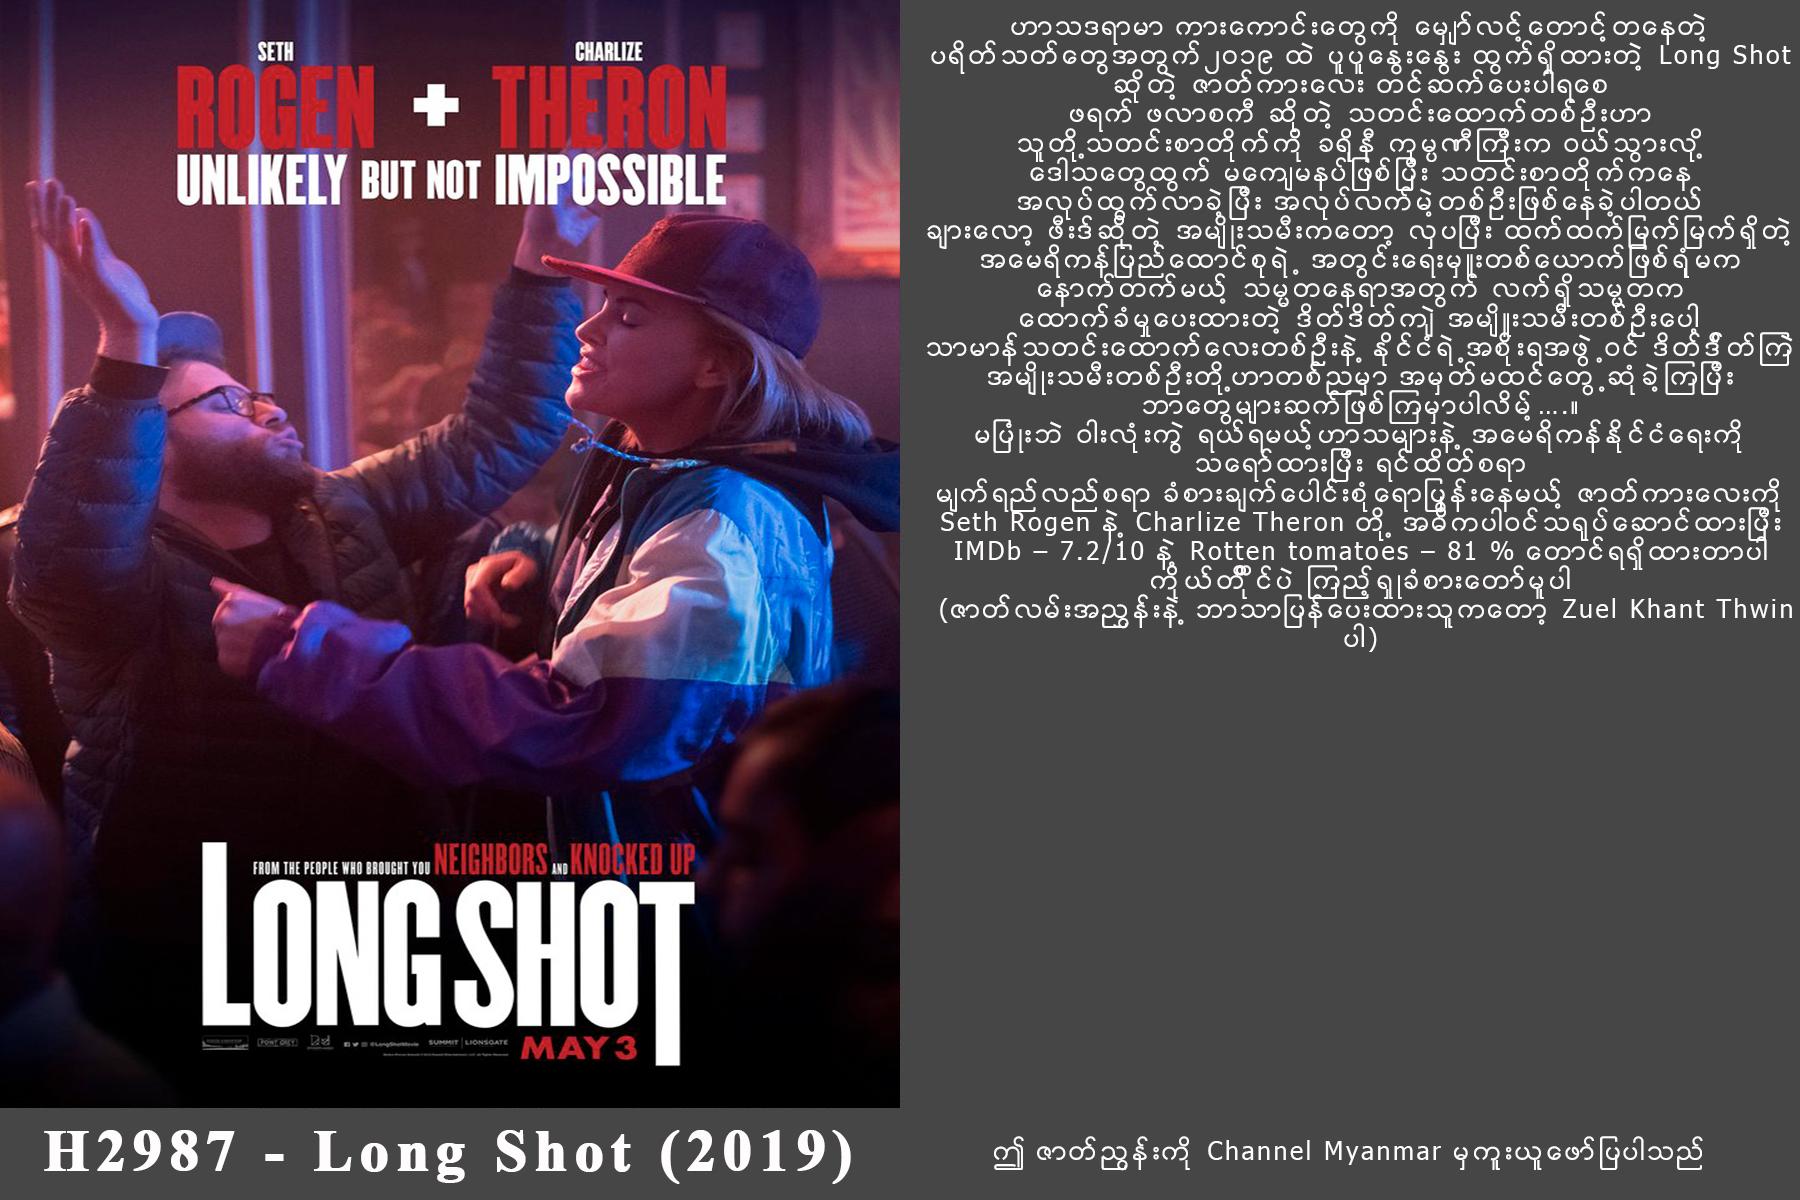 SETH CHARLIZE
ROGEN + THERON
UNLIKELY BUT NOT IMPOSSIBLE
FROM THE PEOPLE WHO BROUGHT YOU NEIGHBORS AND KNOCKED UP
LONG SHOT
@LongShotMovie SUMMIT LIONSGATE
MAY 3
H2987 - Long Shot (2019)
ဟာသဒရာမာ ကားကောင်းတွေကို မျှော်လင့်တောင့်တနေတဲ့
ပရိတ်သတ်တွေအတွက်၂၀၁၉ ထဲ ပူပူနွေးနွေး ထွက်ရှိထားတဲ့ Long Shot
ဆိုတဲ့ ဇာတ်ကားလေး တင်ဆက်ပေးပါရစေ
ဖရက် ဖလာစကီ ဆိုတဲ့ သတင်းထောက်တစ်ဦးဟာ
သူတို့သတင်းစာတိုက်ကို ခရိုနီ ကုမ္ပဏီကြီးက ဝယ်သွားလို့
ဒေါသတွေထွက် မကျေမနပ်ဖြစ်ပြီး သတင်းစာတိုက်ကနေ
အလုပ်ထွက်လာခဲ့ပြီး အလုပ်လက်မဲ့တစ်ဦးဖြစ်နေခဲ့ပါတယ်
ချားလော့ ဖီးဒ်ဆိုတဲ့ အမျိုးသမီးကတော့ လှပပြီး ထက်ထက်မြက်မြက်ရှိတဲ့
အမေရိကန်ပြည်ထောင်စုရဲ့ အတွင်းရေးမှူးတစ်ယောက်ဖြစ်ရုံမက
နောက်တက်မယ့် သမ္မတနေရာအတွက် လက်ရှိသမ္မတက
ထောက်ခံမှုပေးထားတဲ့ ဒိတ်ဒိတ်ကျဲ အမျိူးသမီးတစ်ဦးပေါ့
သာမာန်သတင်းထောက်လေးတစ်ဦးနဲ့ နိုင်ငံရဲ့အစိုးရအဖွဲ့ဝင် ဒိတ်ဒိတ်ကြဲ
အမျိုးသမီးတစ်ဦးတို့ဟာတစ်ညမှာ အမှတ်မထင်တွေ့ဆုံခဲ့ကြပြီး
ဘာတွေများဆက်ဖြစ်ကြမှာပါလိမ့်….။
မပြုံးဘဲ ဝါးလုံးကွဲ ရယ်ရမယ့်ဟာသများနဲ့ အမေရိကန်နိုင်ငံရေးကို
သရော်ထားပြီး ရင်ထိတ်စရာ
မျက်ရည်လည်စရာ ခံစားချက်ပေါင်းစုံရောပြွန်းနေမယ့် ဇာတ်ကားလေးကို
Seth Rogen နဲ့ Charlize Theron တို့ အဓိကပါဝင်သရုပ်ဆောင်ထားပြီး
IMDb – 7.2/10 နဲ့ Rotten tomatoes – 81 % တောင်ရရှိထားတာပါ
ကိုယ်တိုင်ပဲ ကြည့်ရှုခံစားတော်မူပါ
(ဇာတ်လမ်းအညွှန်းနဲ့ ဘာသာပြန်ပေးထားသူကတော့ Zuel Khant Thwin
ပါ)
ဤ ဇာတ်ညွှန်းကို Channel Myanmar မှကူးယူဖော်ပြပါသည်